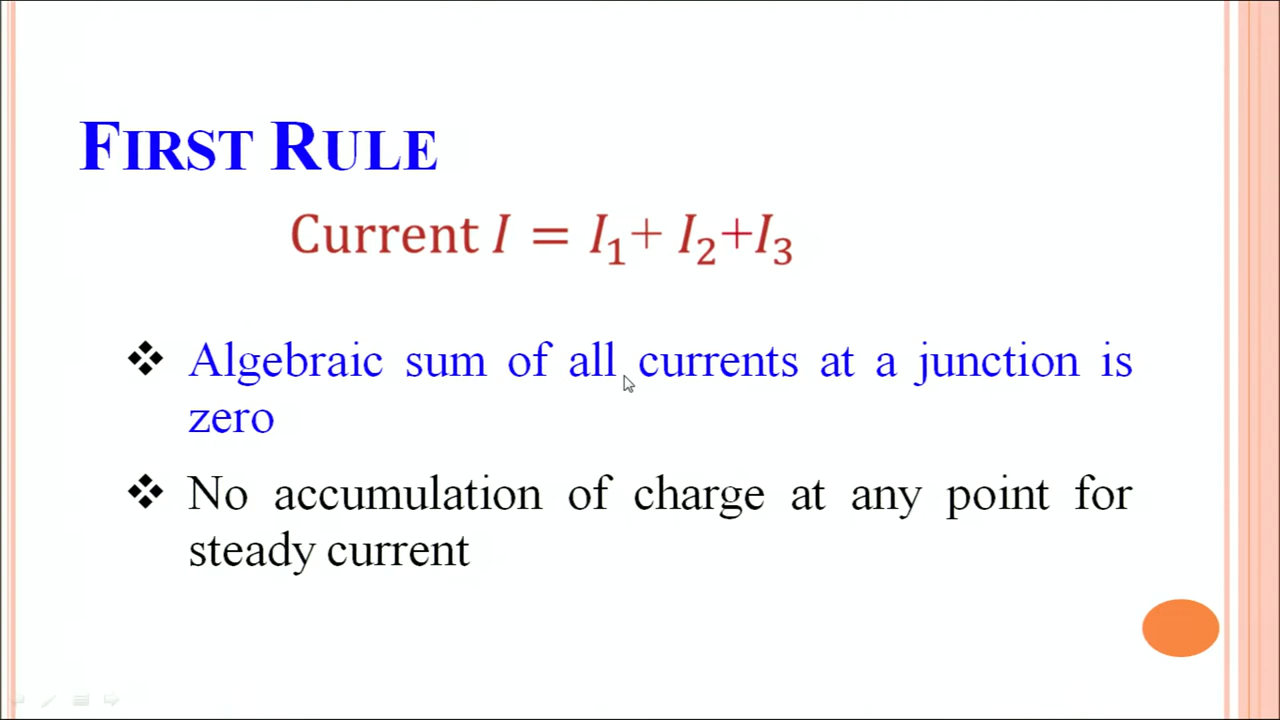 FIRST RULE
Current I = I₁+ I₂+I₃
❖ Algebraic sum of all currents at a junction is
zero
❖ No accumulation of charge at any point for
steady current